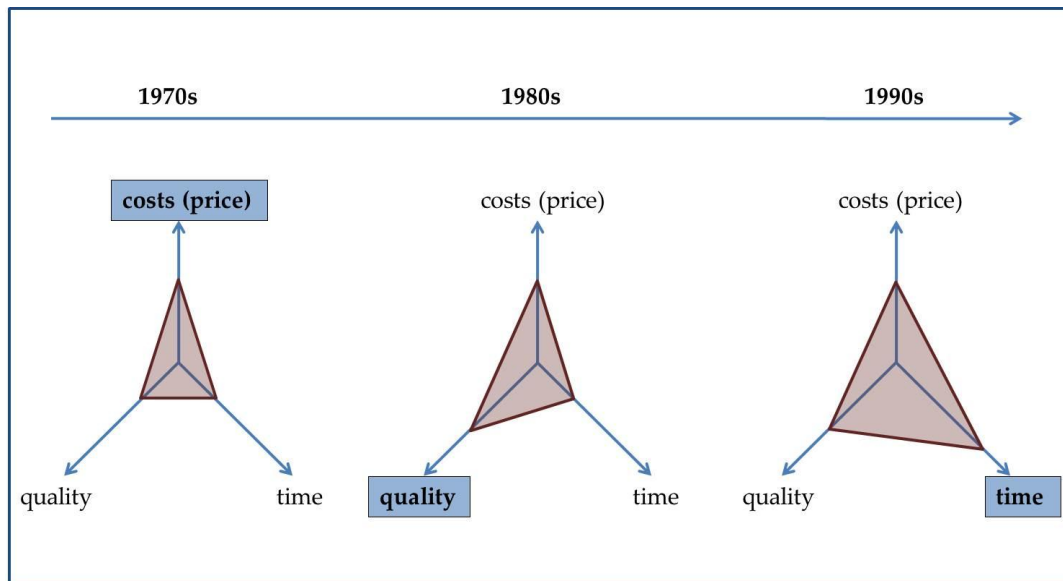 1970s 1980s 1990s
costs (price) costs (price) costs (price)
quality time quality time quality time